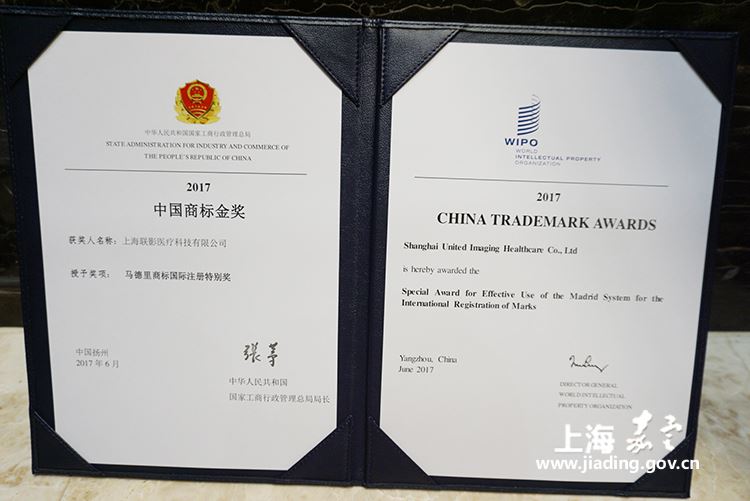 中华人民共和国国家工商行政管理总局
STATE ADMINISTRATION FOR INDUSTRY AND COMMERCE OF
THE PEOPLE'S REPUBLIC OF CHINA
2017
中国商标金奖
获奖人名称：上海联影医疗科技有限公司
授予奖项： 马德里商标国际注册特别奖
中国扬州
2017 年 6 月
張茅
中华人民共和国
国家工商行政管理总局局长
WIPO
WORLD
INTELLECTUAL PROPERTY
ORGANIZATION
2017
CHINA TRADEMARK AWARDS
Shanghai United Imaging Healthcare Co., Ltd
is hereby awarded the
Special Award for Effective Use of the Madrid System for the
International Registration of Marks
Yangzhou, China
June 2017
DIRECTOR GENERAL
WORLD INTELLECTUAL
PROPERTY ORGANIZATION
上海嘉定
www.jiading.gov.cn